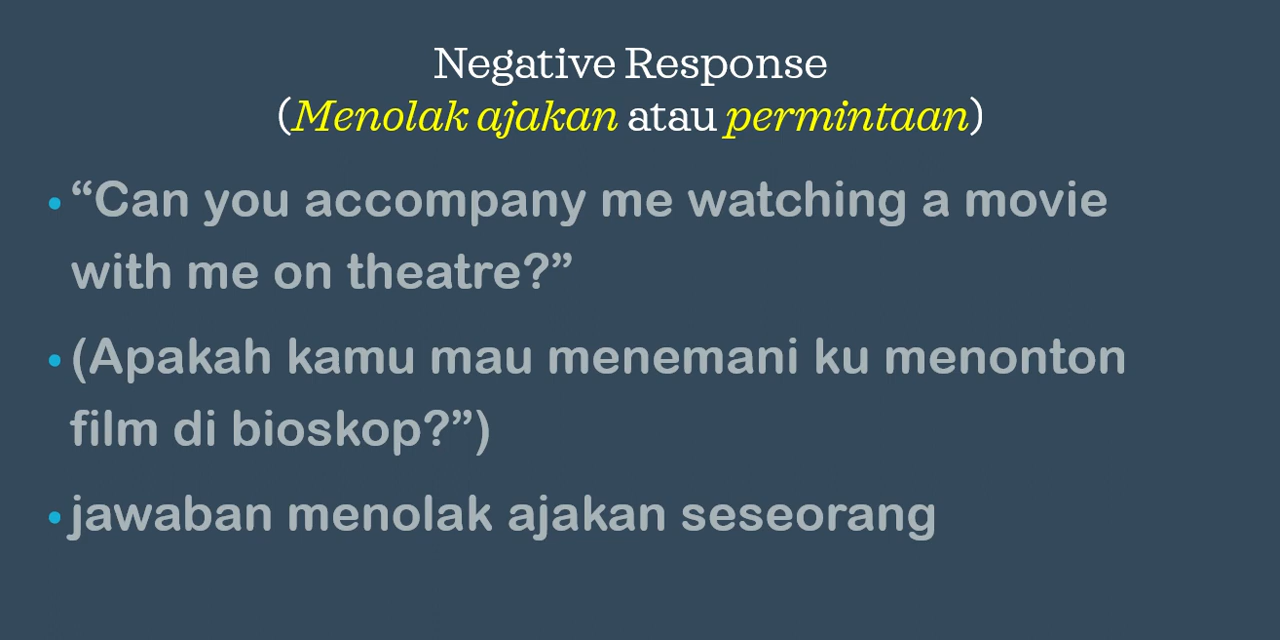 Negative Response
(Menolak ajakan atau permintaan)
• “Can you accompany me watching a movie
with me on theatre?”
• (Apakah kamu mau menemani ku menonton
film di bioskop?”)
• jawaban menolak ajakan seseorang